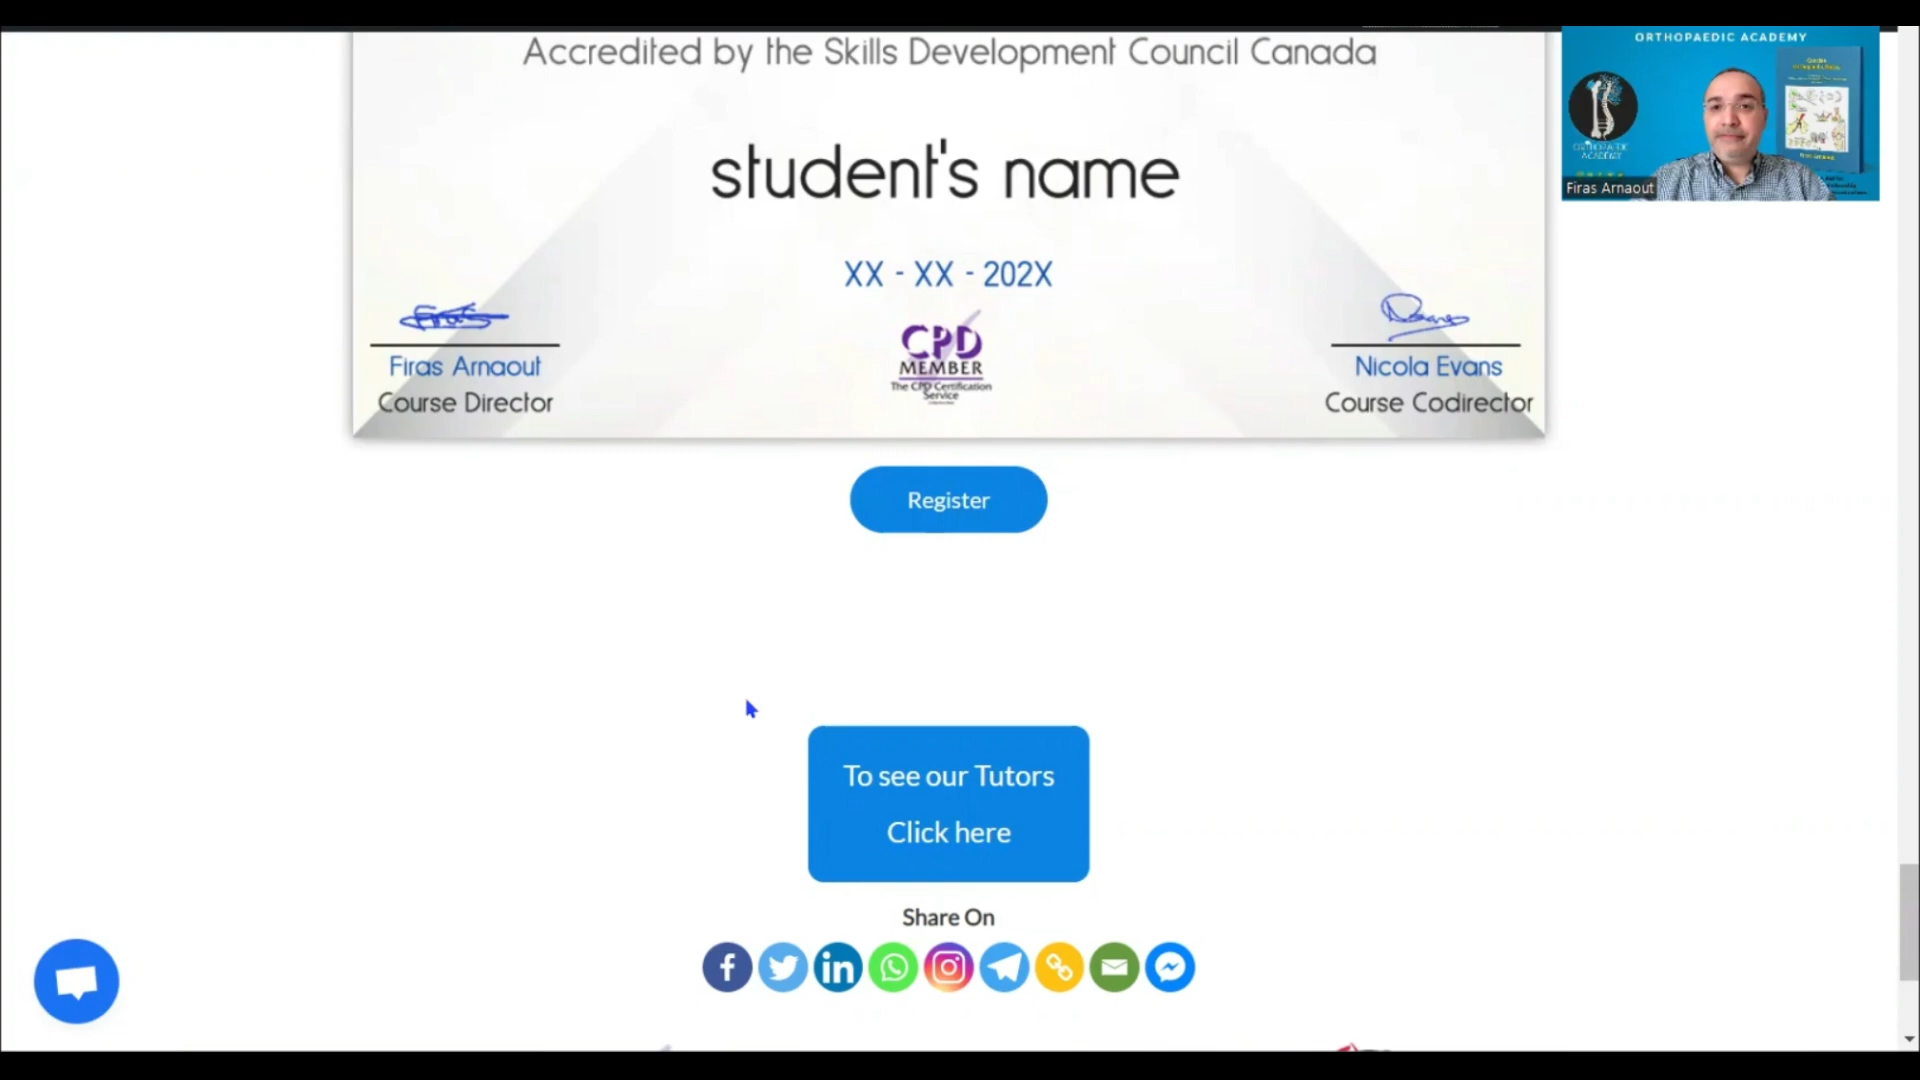 Accredited by the Skills Development Council Canada
ORTHOPAEDIC ACADEMY
ORTHOPAEDIC
ACADEMY
Firas Arnaout
student's name
XX - XX - 202X
CPD
MEMBER
The CPD Certification
Service
Firas Arnaout
Course Director
Nicola Evans
Course Codirector
Register
To see our Tutors
Click here
Share On